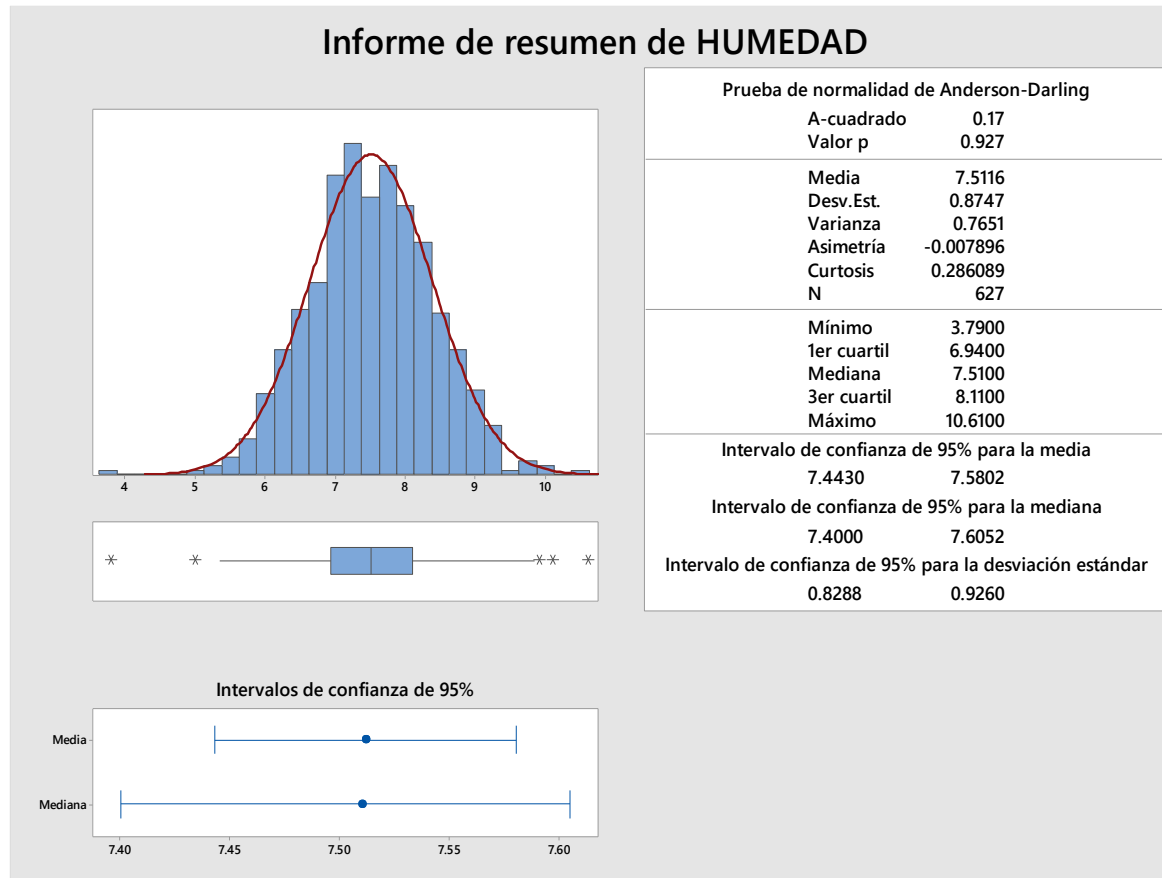 Informe de resumen de HUMEDAD
4 5 6 7 8 9 10
Intervalos de confianza de 95%
Media
Mediana
7.40 7.45 7.50 7.55 7.60
Prueba de normalidad de Anderson-Darling
A-cuadrado 0.17
Valor p 0.927
Media 7.5116
Desv.Est. 0.8747
Varianza 0.7651
Asimetría -0.007896
Curtosis 0.286089
N 627
Mínimo 3.7900
1er cuartil 6.9400
Mediana 7.5100
3er cuartil 8.1100
Máximo 10.6100
Intervalo de confianza de 95% para la media
7.4430 7.5802
Intervalo de confianza de 95% para la mediana
7.4000 7.6052
Intervalo de confianza de 95% para la desviación estándar
0.8288 0.9260